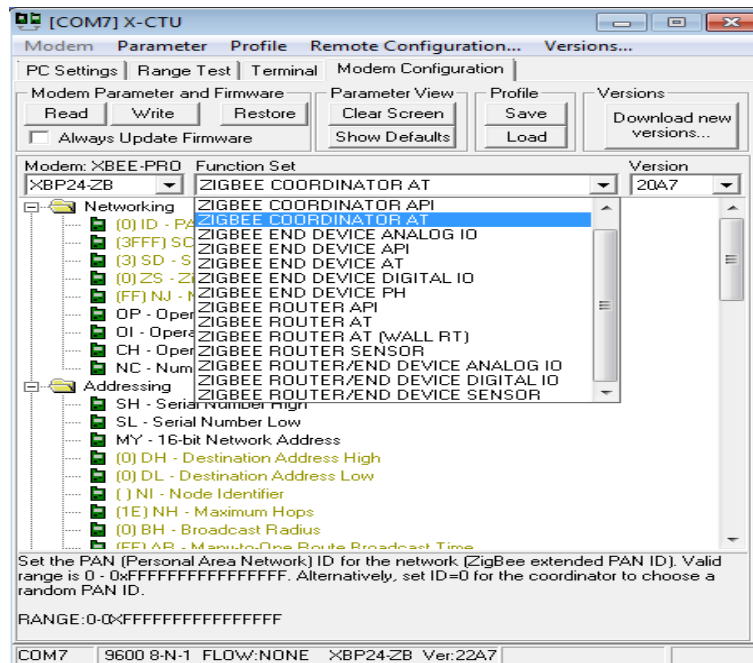 [COM7] X-CTU
Modem Parameter Profile Remote Configuration... Versions...
PC Settings Range Test Terminal Modem Configuration
Modem Parameter and Firmware Parameter View Profile Versions
Read Write Restore Clear Screen Save Download new versions...
Always Update Firmware Show Defaults Load
Modem: XBEE-PRO Function Set Version
XBP24-ZB ZIGBEE COORDINATOR AT 20A7
Networking ZIGBEE COORDINATOR API
(0) ID - PA ZIGBEE COORDINATOR AT
(3FFF) SC ZIGBEE END DEVICE ANALOG IO
ZIGBEE END DEVICE API
(3) SD - S ZIGBEE END DEVICE AT
(0) ZS - Zi ZIGBEE END DEVICE DIGITAL IO
(FF) NJ - N ZIGBEE END DEVICE PH
OP - Oper ZIGBEE ROUTER API
ZIGBEE ROUTER AT
OI - Opera ZIGBEE ROUTER AT (WALL RT)
CH - Oper ZIGBEE ROUTER SENSOR
NC - Num ZIGBEE ROUTER/END DEVICE ANALOG IO
Addressing ZIGBEE ROUTER/END DEVICE DIGITAL IO
ZIGBEE ROUTER/END DEVICE SENSOR
SH - Serial Number High
SL - Serial Number Low
MY - 16-bit Network Address
(0) DH - Destination Address High
(0) DL - Destination Address Low
( ) NI - Node Identifier
(1E) NH - Maximum Hops
(0) BH - Broadcast Radius
(FF) AR - Many-to-One Route Broadcast Time
Set the PAN (Personal Area Network) ID for the network (ZigBee extended PAN ID). Valid
range is 0 - 0xFFFFFFFFFFFFFFFF. Alternatively, set ID=0 for the coordinator to choose a
random PAN ID.
RANGE:0-0XFFFFFFFFFFFFFFFF
COM7 9600 8-N-1 FLOW:NONE XBP24-ZB Ver:22A7